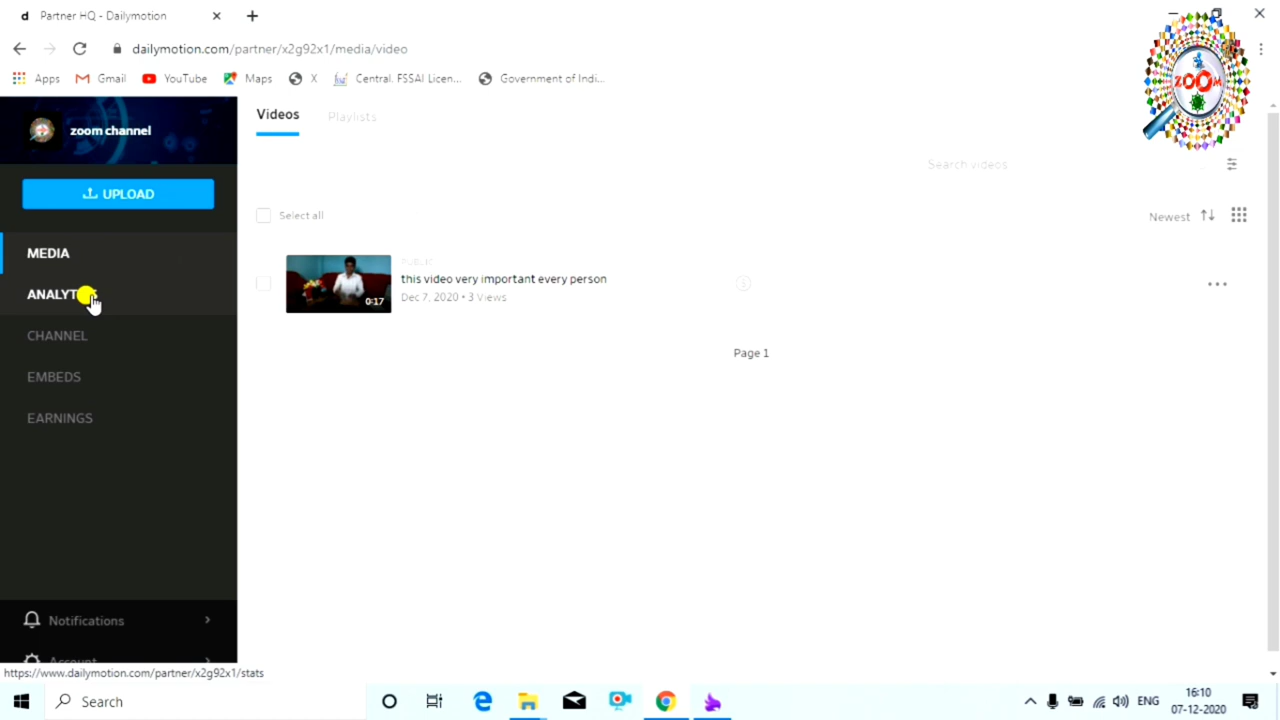 d Partner HQ - Dailymotion
dailymotion.com/partner/x2g92x1/media/video
Apps Gmail YouTube Maps X Central. FSSAI Licen... Government of Indi...
ZOOM
zoom channel
Videos Playlists
Search videos
UPLOAD
Select all
Newest
MEDIA
PUBLIC
this video very important every person
Dec 7, 2020 • 3 Views
0:17
Page 1
CHANNEL
EMBEDS
EARNINGS
Notifications
Account
https://www.dailymotion.com/partner/x2g92x1/stats
Search
ENG
16:10
07-12-2020